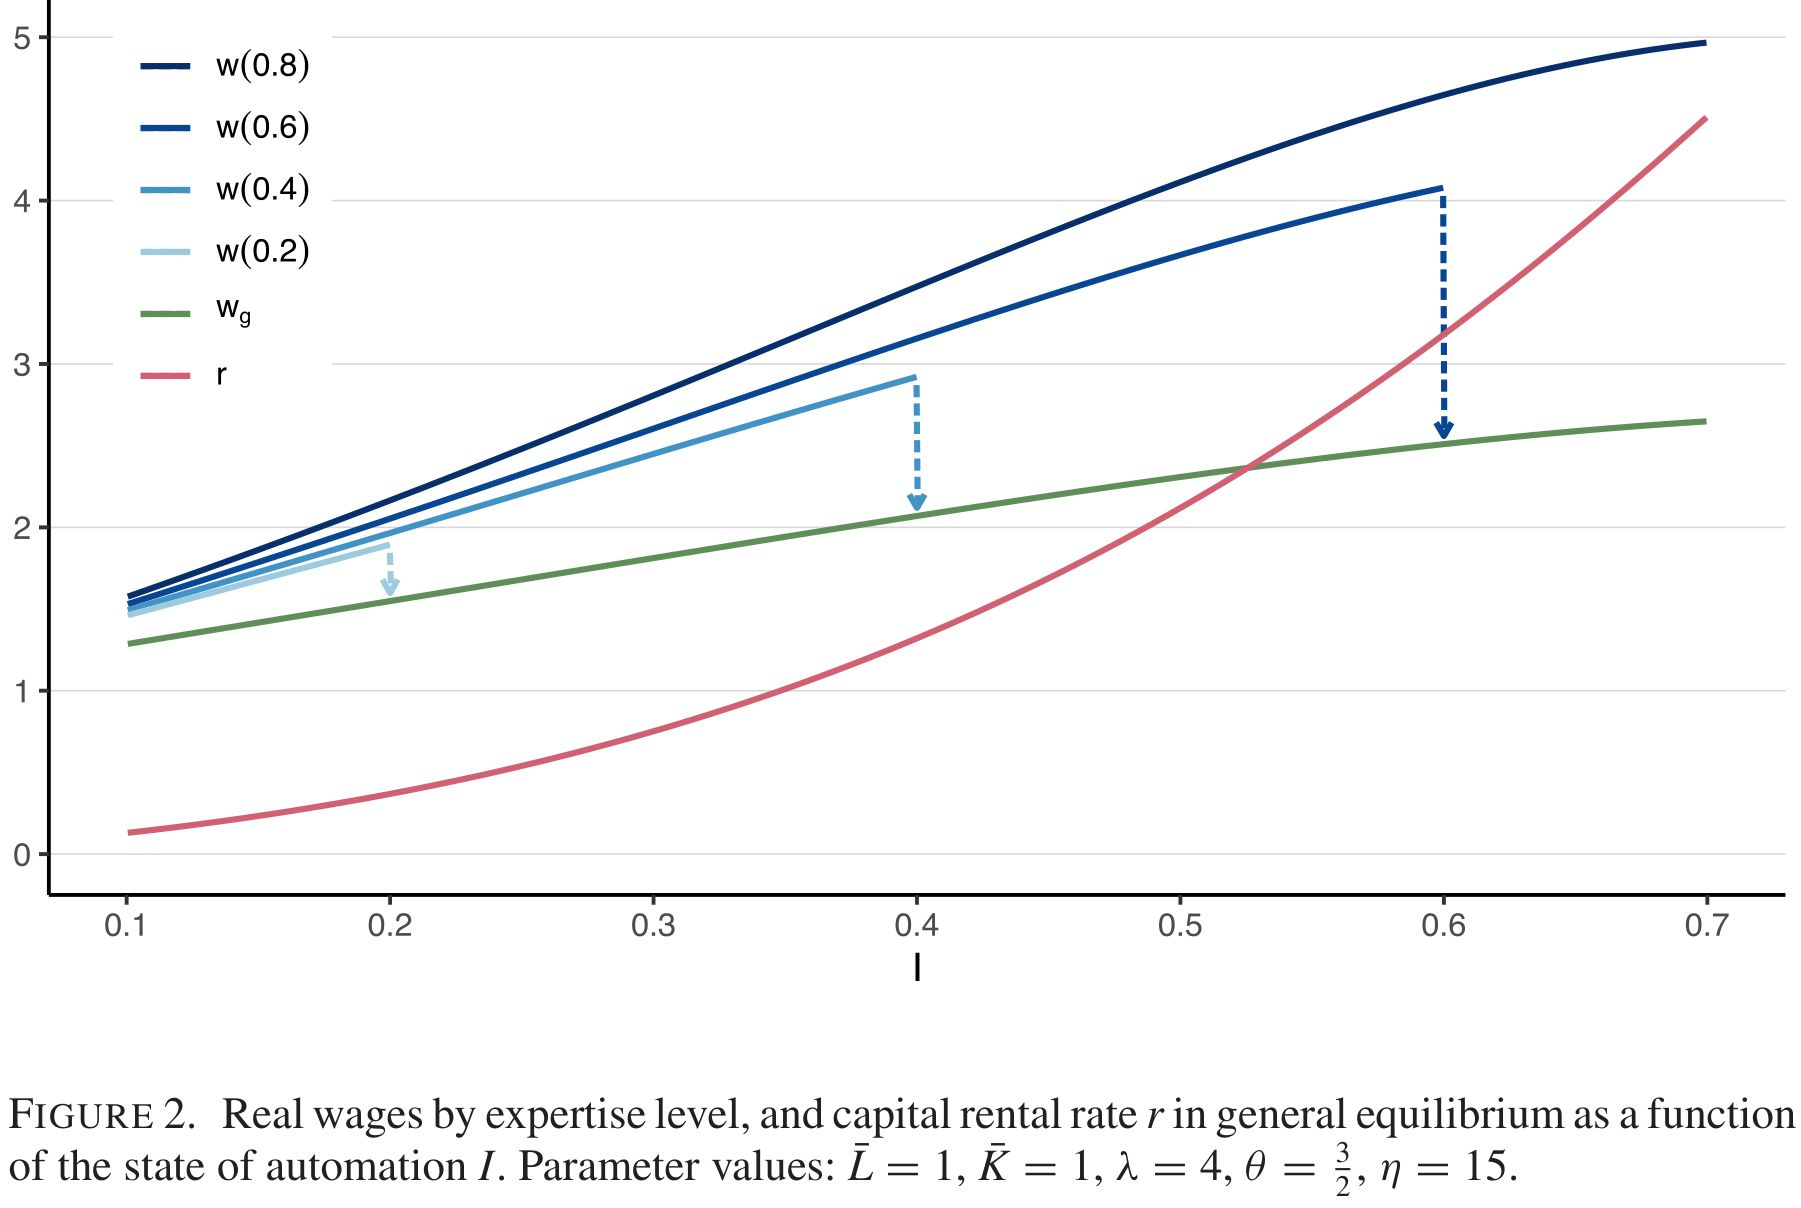 5
4
3
2
1
0
w(0.8)
w(0.6)
w(0.4)
w(0.2)
w_g
r
0.1 0.2 0.3 0.4 0.5 0.6 0.7
I
FIGURE 2. Real wages by expertise level, and capital rental rate r in general equilibrium as a function
of the state of automation I. Parameter values: L̄ = 1, K̄ = 1, λ = 4, θ = 3/2, η = 15.